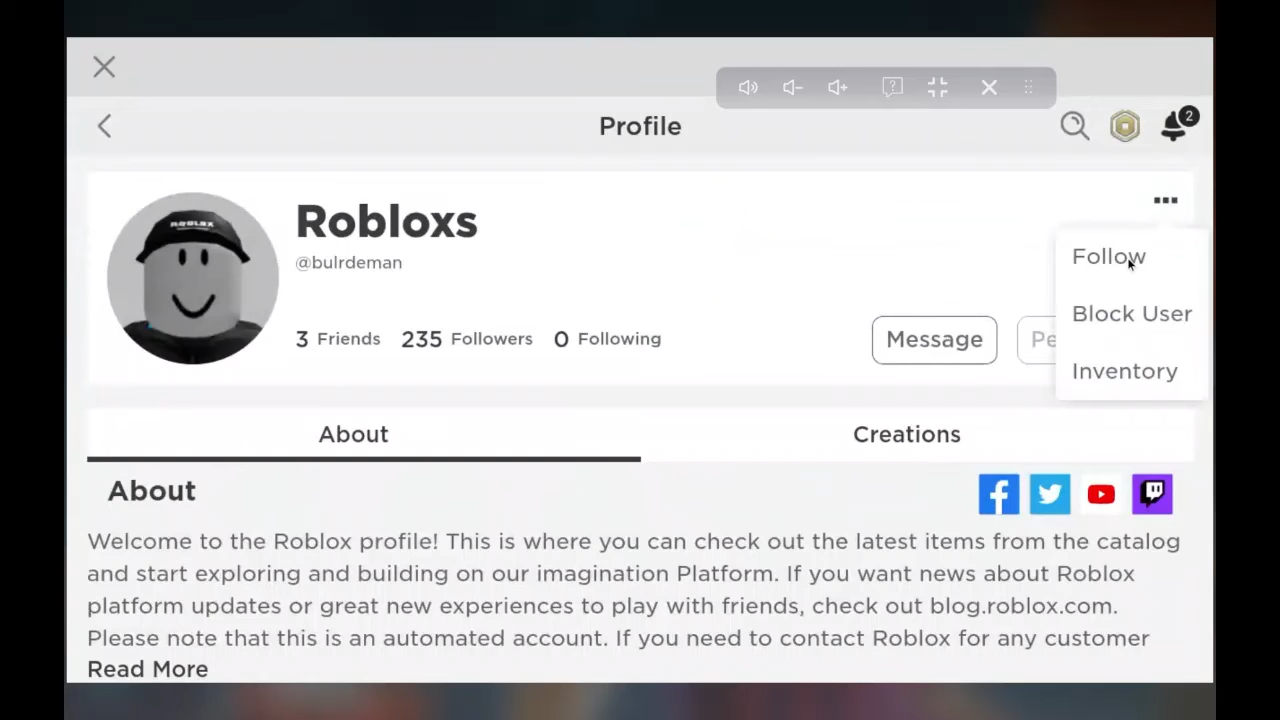 Profile
2
ROBLOX
Robloxs
@bulrdeman
Follow
Block User
3 Friends 235 Followers 0 Following
Message
Pe
Inventory
About
Creations
About
Welcome to the Roblox profile! This is where you can check out the latest items from the catalog
and start exploring and building on our imagination Platform. If you want news about Roblox
platform updates or great new experiences to play with friends, check out blog.roblox.com.
Please note that this is an automated account. If you need to contact Roblox for any customer
Read More